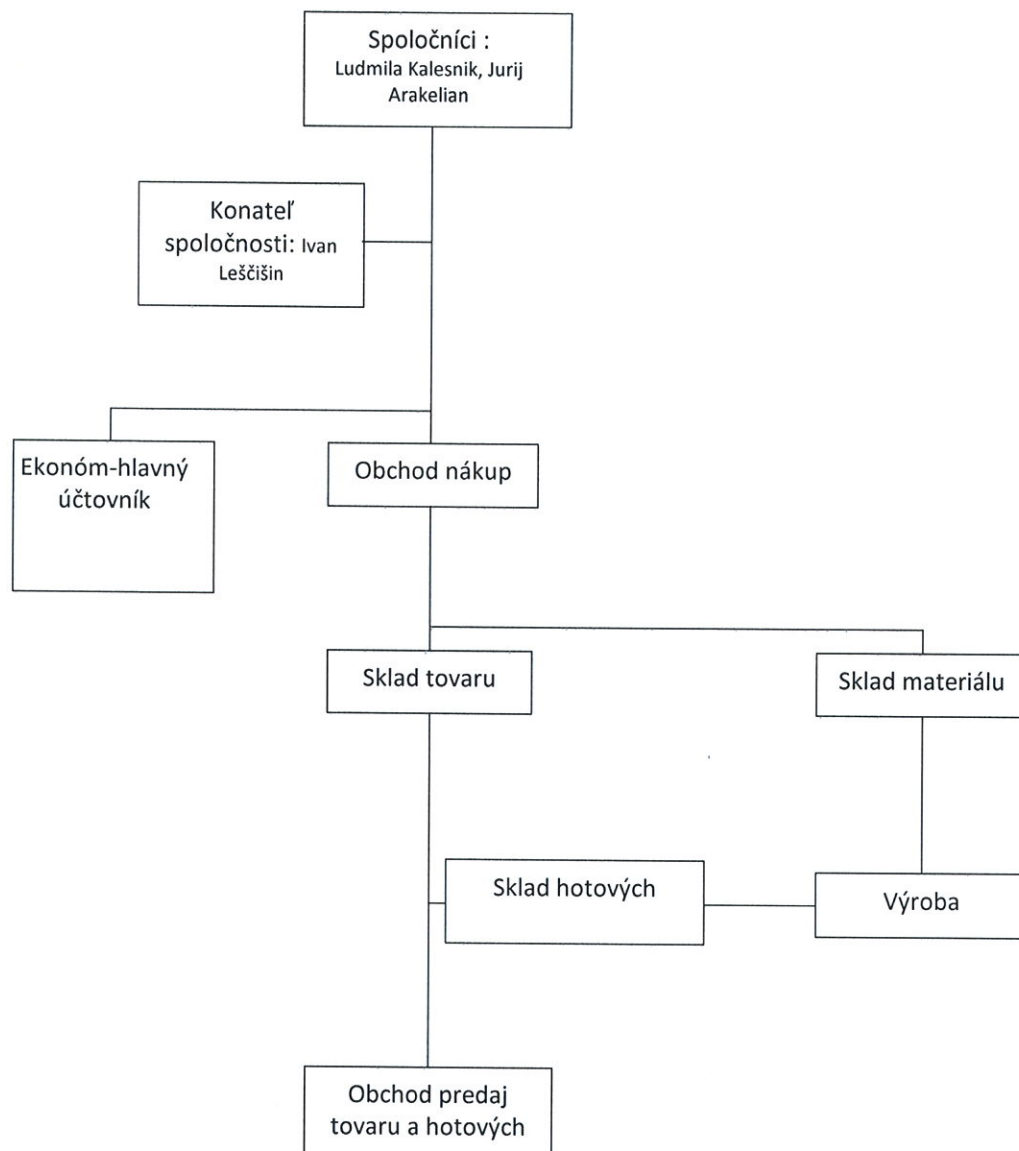 Spoločníci :
Ludmila Kalesnik, Jurij
Arakelian
Konateľ
spoločnosti: Ivan
Leščišin
Ekonóm-hlavný
účtovník
Obchod nákup
Sklad tovaru
Sklad materiálu
Sklad hotových
Výroba
Obchod predaj
tovaru a hotových